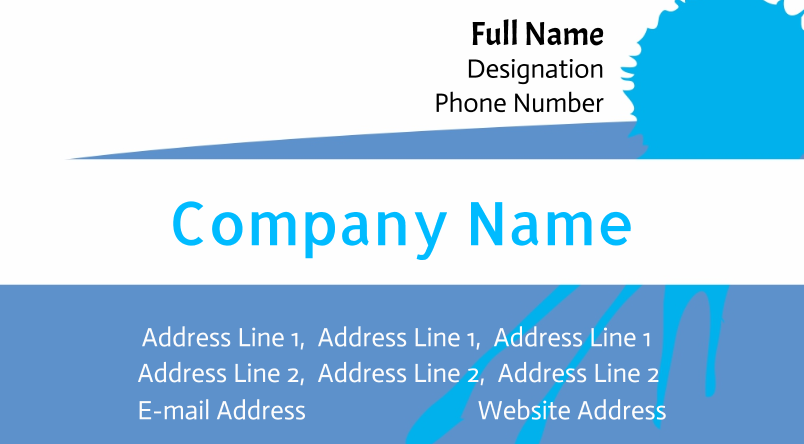 Full Name
Designation
Phone Number
Company Name
Address Line 1, Address Line 1, Address Line 1
Address Line 2, Address Line 2, Address Line 2
E-mail Address Website Address